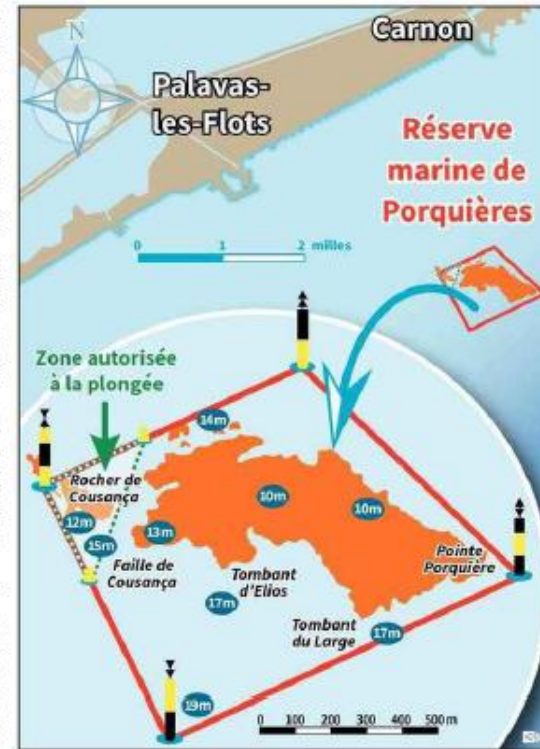 Carnon
N
Palavas-
les-Flots
Réserve
marine de
Porquières
0 1 2 milles
Zone autorisée
à la plongée
14m
Rocher de
Cousança
10m
12m
10m
13m
15m
Pointe
Porquière
Faille de
Cousança
Tombant
d'Elios
17m
Tombant
du Large
17m
19m
0 100 200 300 400 500 m